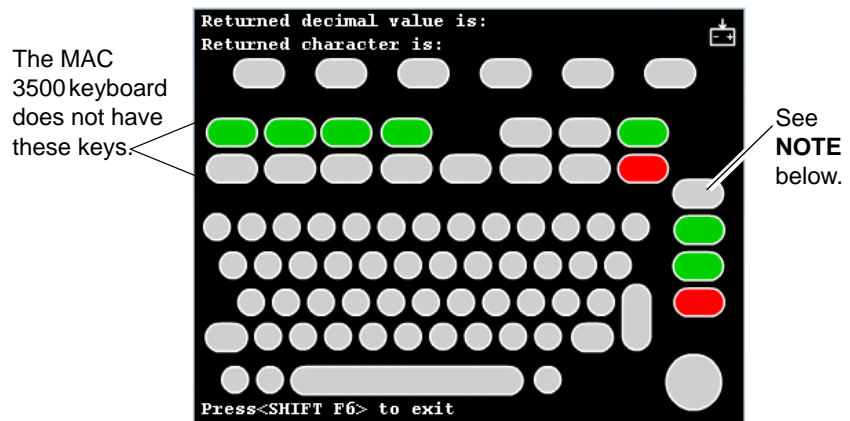 Returned decimal value is:
Returned character is:
The MAC
3500 keyboard
does not have
these keys.
See
NOTE
below.
Press<SHIFT F6> to exit